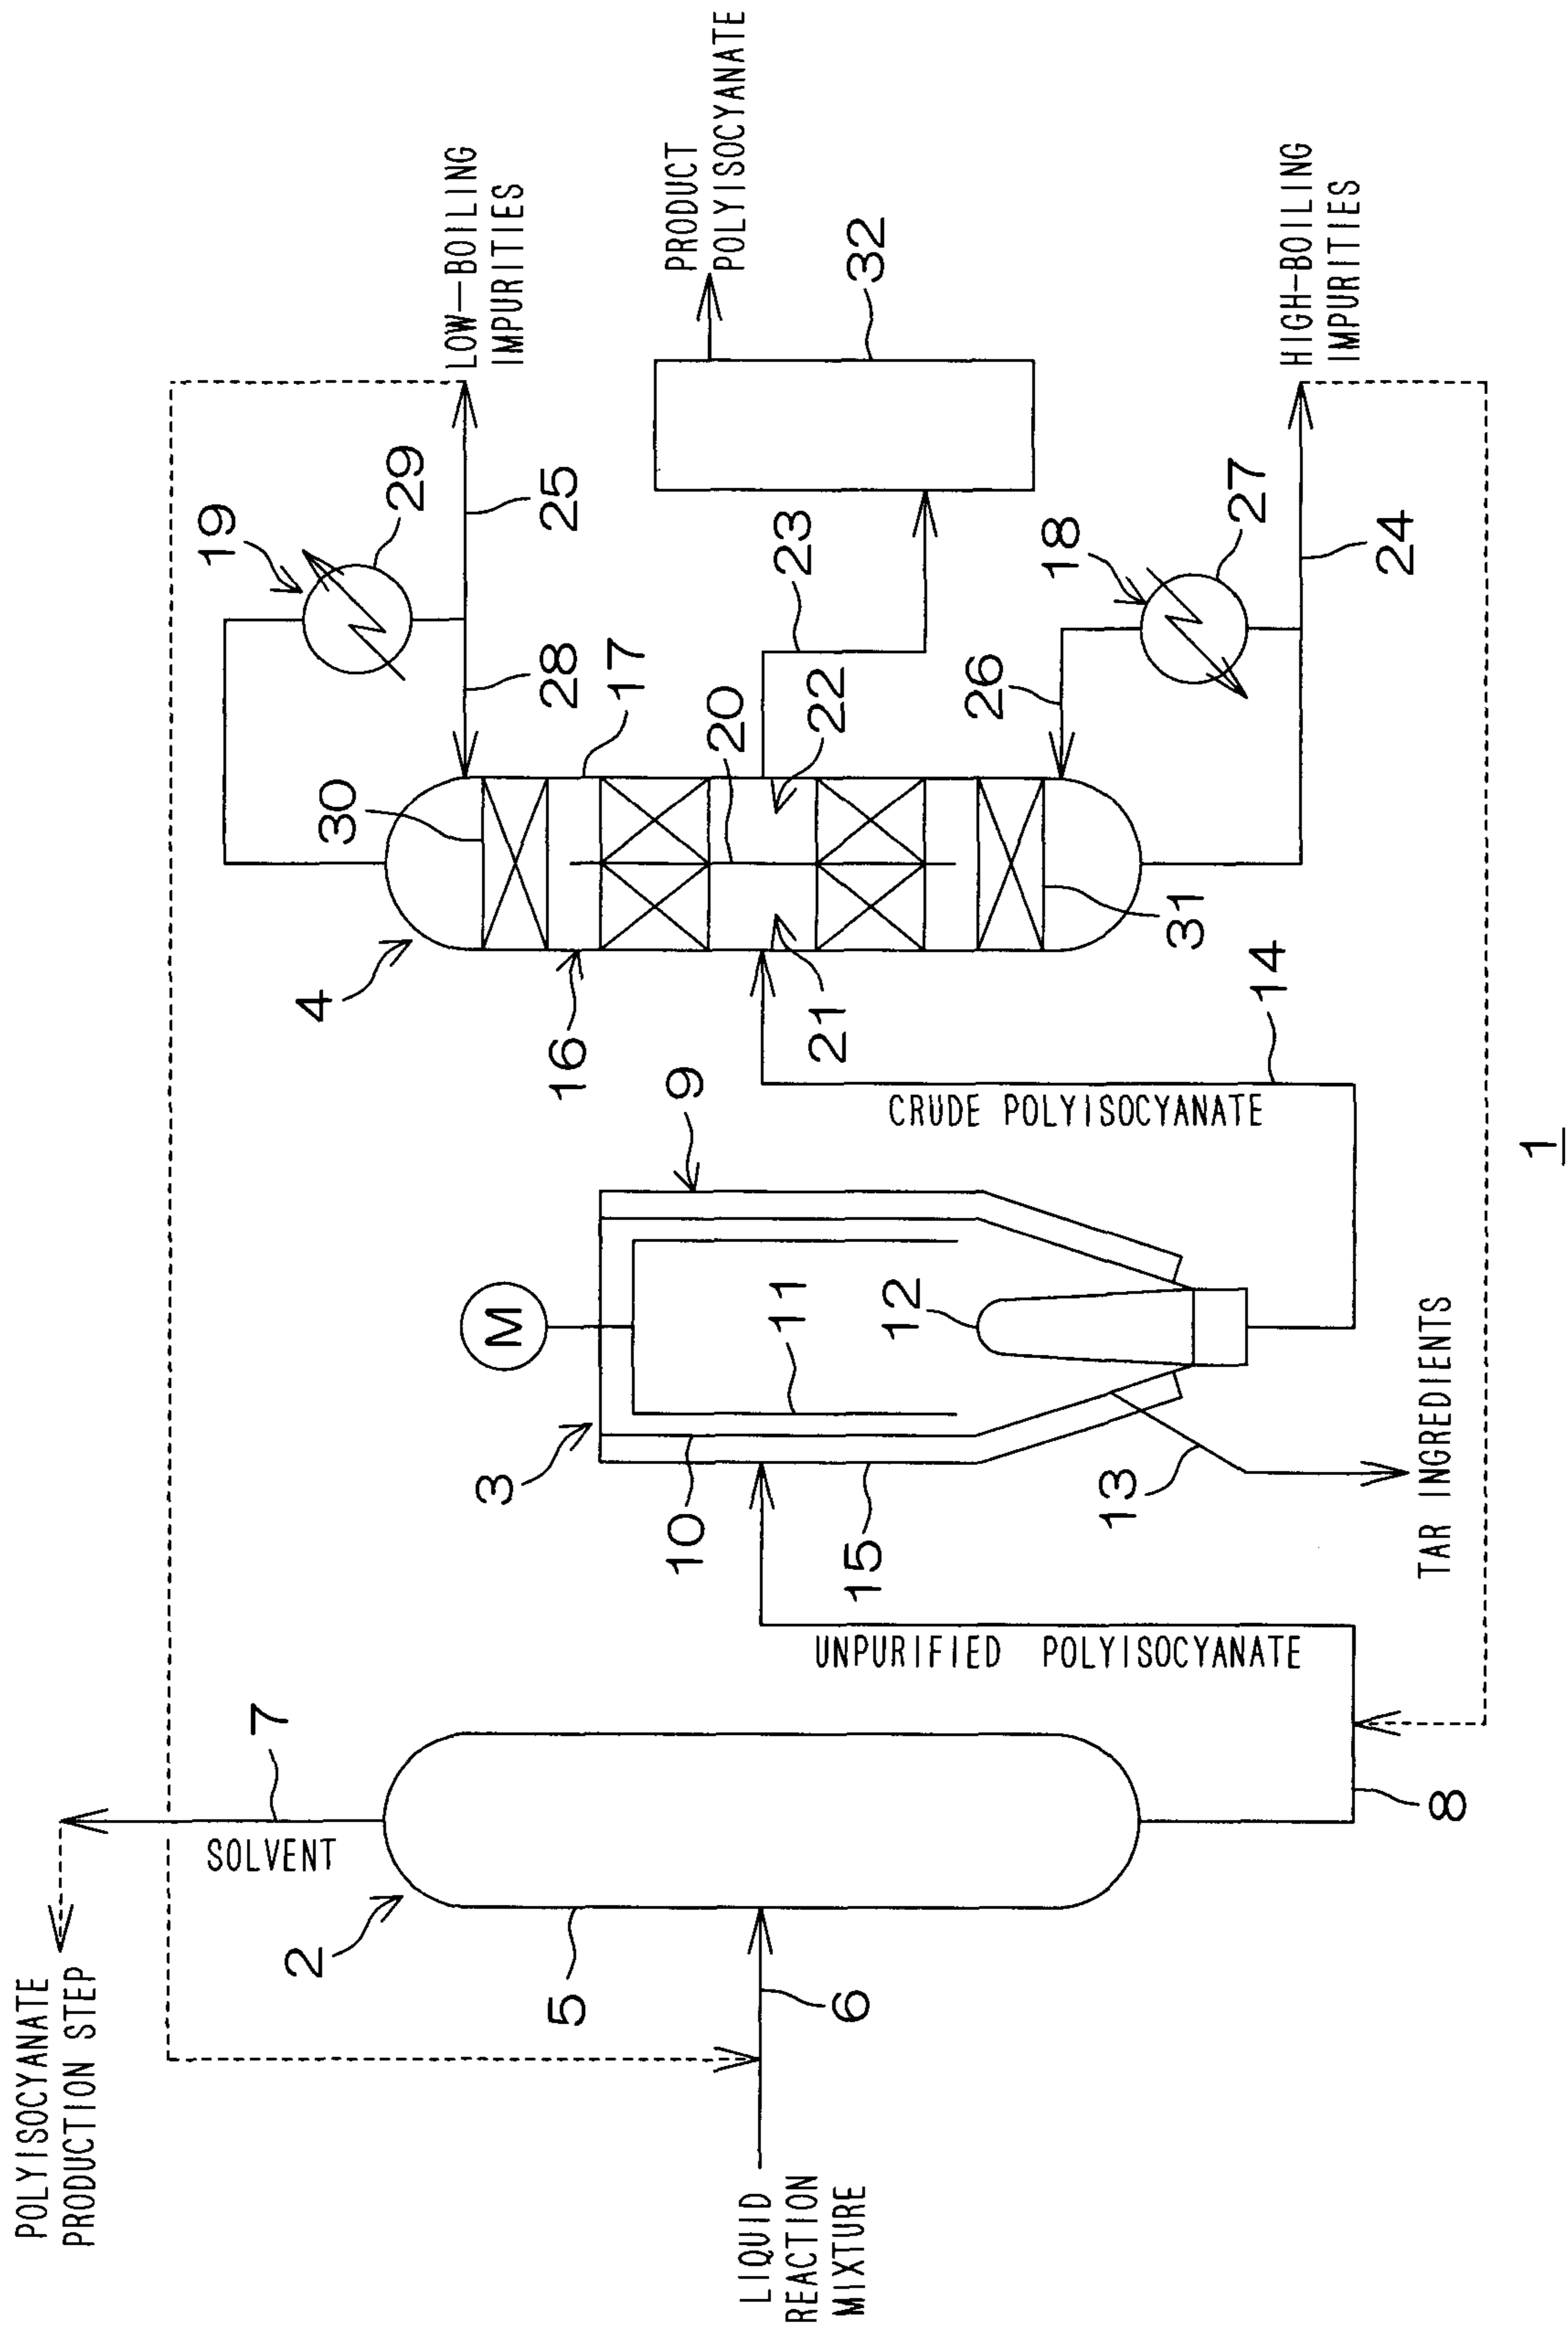 POLYISOCYANATE
PRODUCTION STEP
7
SOLVENT
2
5
6
LIQUID
REACTION
MIXTURE
8
UNPURIFIED POLYISOCYANATE
M
3
10
15
11
12
9
13
TAR INGREDIENTS
CRUDE POLYISOCYANATE
14
4
16
30
19
29
28
25
LOW-BOILING
IMPURITIES
17
20
21
22
23
32
PRODUCT
POLYISOCYANATE
26
18
27
31
24
HIGH-BOILING
IMPURITIES
1